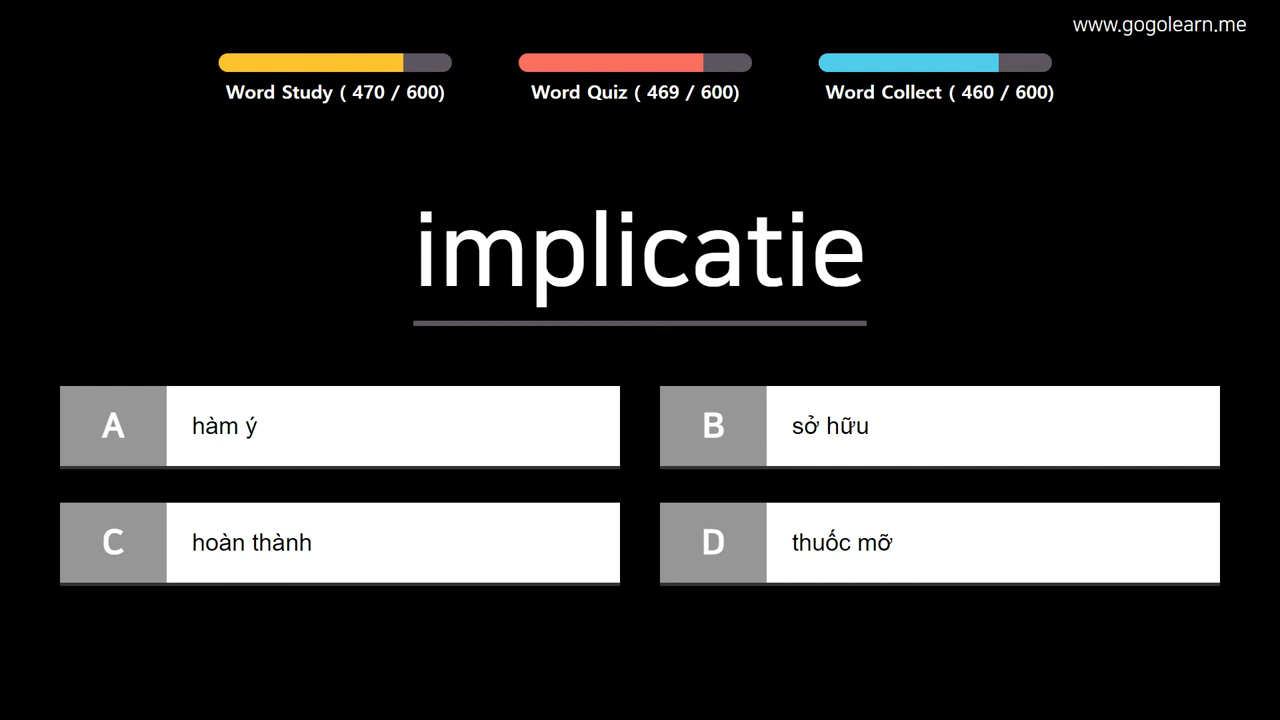 www.gogolearn.me
Word Study ( 470 / 600)
Word Quiz ( 469 / 600)
Word Collect ( 460 / 600)
implicatie
A hàm ý
B sở hữu
C hoàn thành
D thuốc mỡ